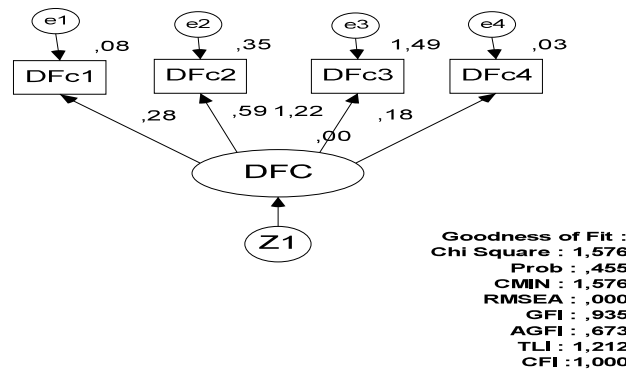 e1 e2 e3 e4
,08 ,35 1,49 ,03
DFc1 DFc2 DFc3 DFc4
,28 ,59 1,22 ,18
,00
DFC
Z1
Goodness of Fit :
Chi Square : 1,576
Prob : ,455
CMIN : 1,576
RMSEA : ,000
GFI : ,935
AGFI : ,673
TLI : 1,212
CFI :1,000